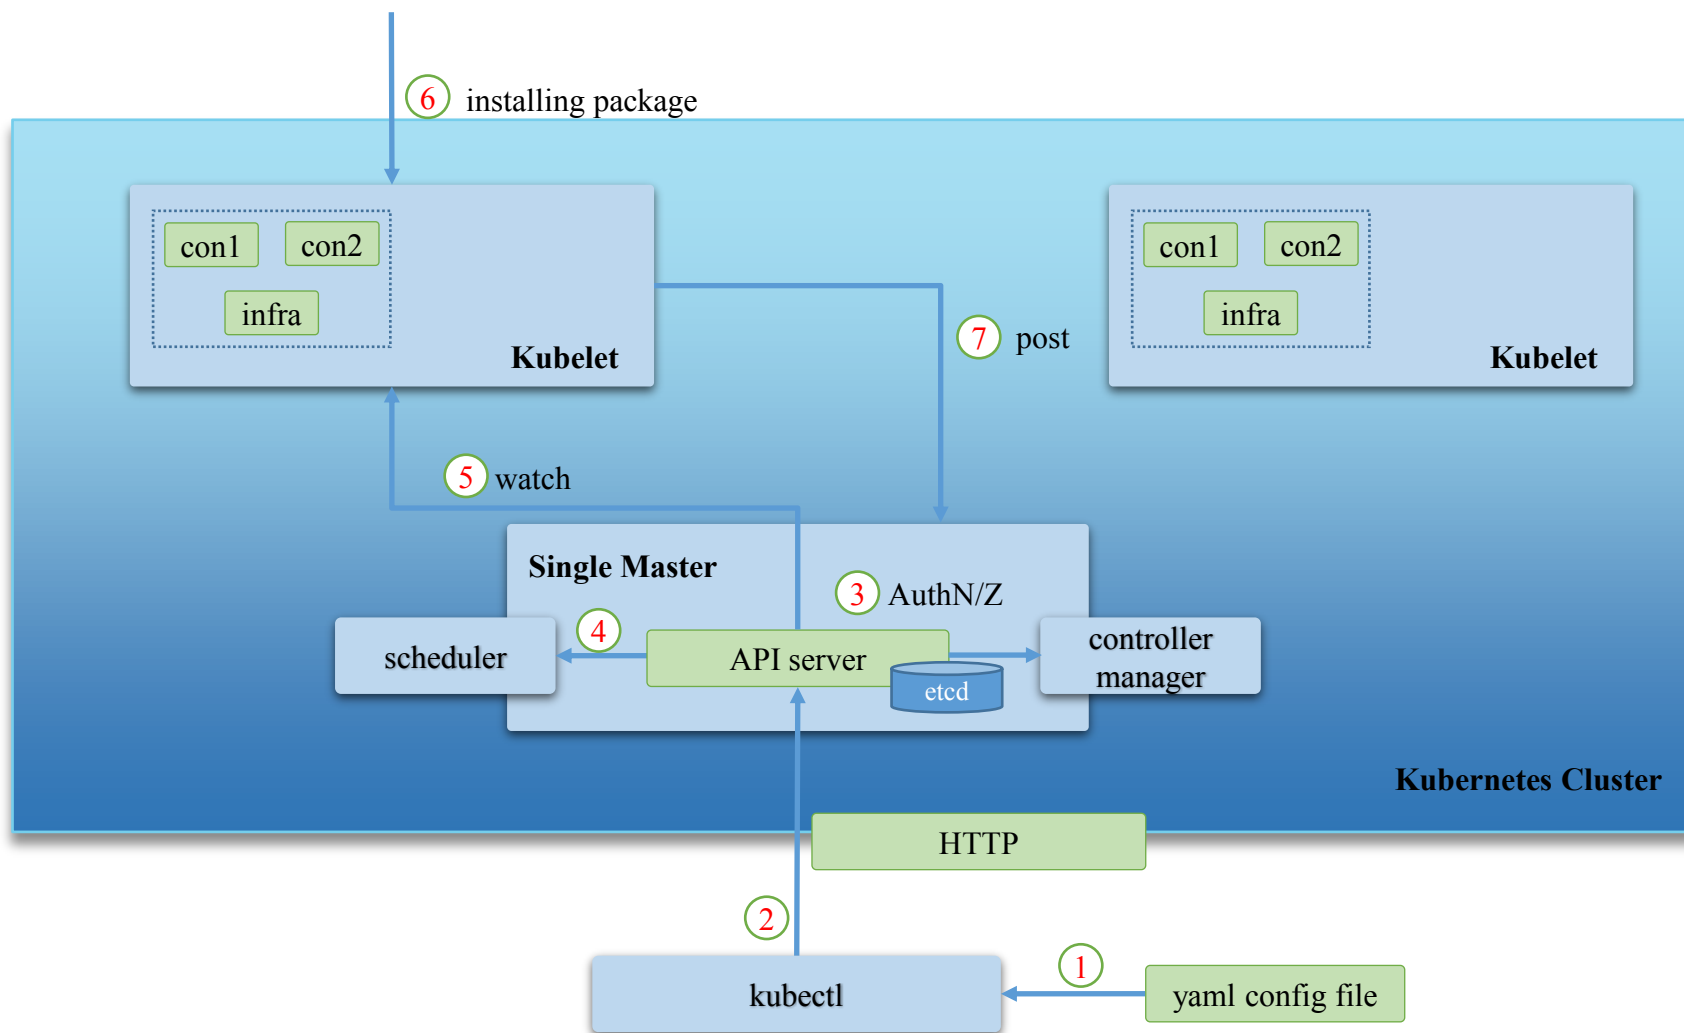 6 installing package
con1 con2
infra
Kubelet
con1 con2
infra
Kubelet
7 post
5 watch
Single Master
3 AuthN/Z
4
scheduler
API server
etcd
controller
manager
Kubernetes Cluster
HTTP
2
kubectl
1
yaml config file